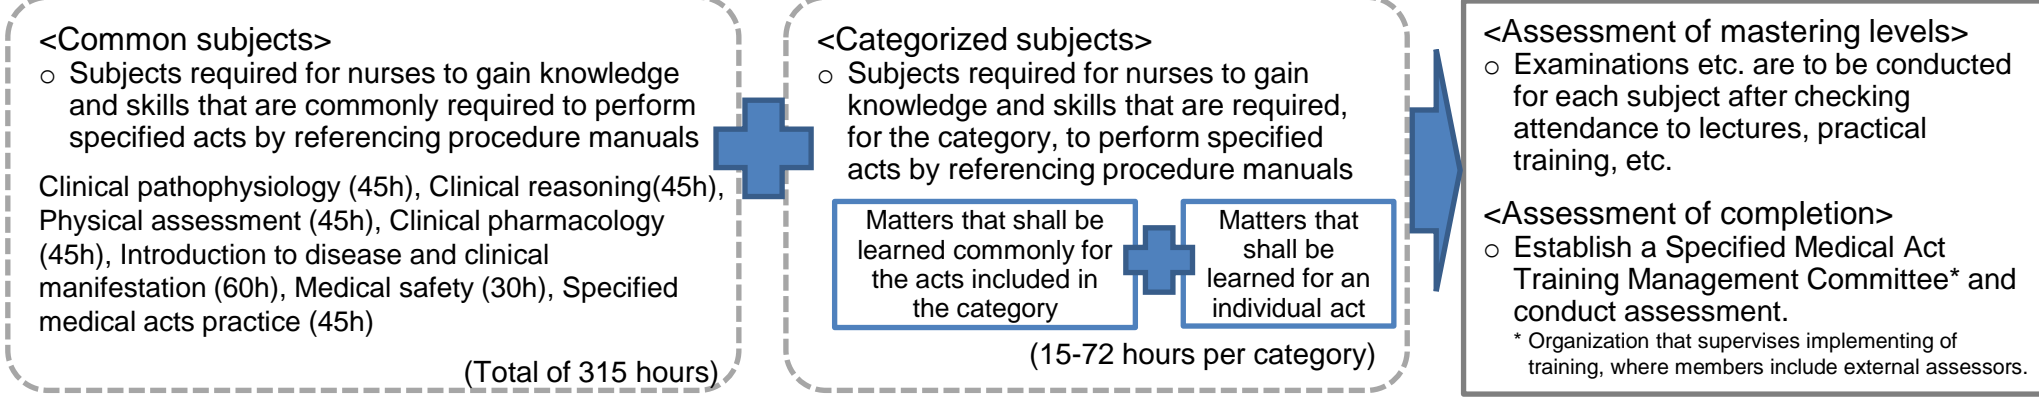 <Common subjects>
○ Subjects required for nurses to gain knowledge
and skills that are commonly required to perform
specified acts by referencing procedure manuals
Clinical pathophysiology (45h), Clinical reasoning(45h),
Physical assessment (45h), Clinical pharmacology
(45h), Introduction to disease and clinical
manifestation (60h), Medical safety (30h), Specified
medical acts practice (45h)
(Total of 315 hours)
<Categorized subjects>
○ Subjects required for nurses to gain
knowledge and skills that are required,
for the category, to perform specified
acts by referencing procedure manuals
Matters that shall be
learned commonly for
the acts included in
the category
Matters that
shall be
learned for an
individual act
(15-72 hours per category)
<Assessment of mastering levels>
○ Examinations etc. are to be conducted
for each subject after checking
attendance to lectures, practical
training, etc.
<Assessment of completion>
○ Establish a Specified Medical Act
Training Management Committee* and
conduct assessment.
* Organization that supervises implementing of
training, where members include external assessors.